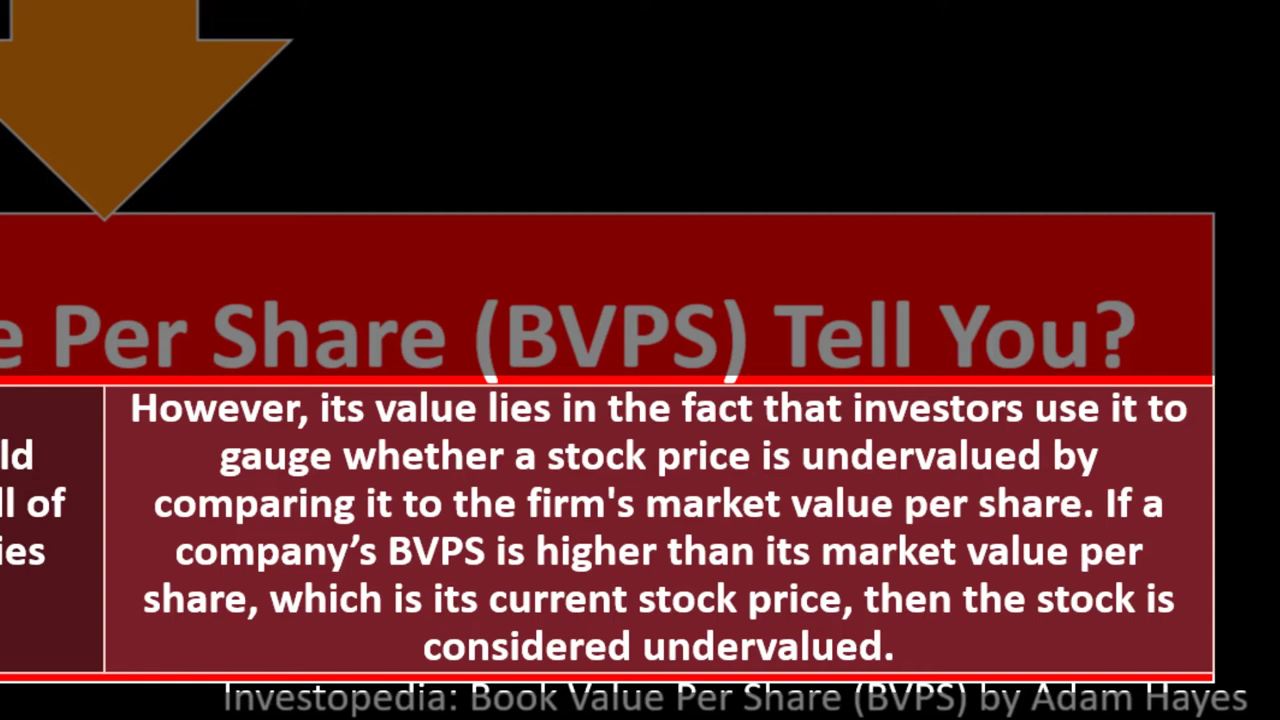 e Per Share (BVPS) Tell You?
ld
ll of
ies
However, its value lies in the fact that investors use it to
gauge whether a stock price is undervalued by
comparing it to the firm's market value per share. If a
company’s BVPS is higher than its market value per
share, which is its current stock price, then the stock is
considered undervalued.
Investopedia: Book Value Per Share (BVPS) by Adam Hayes